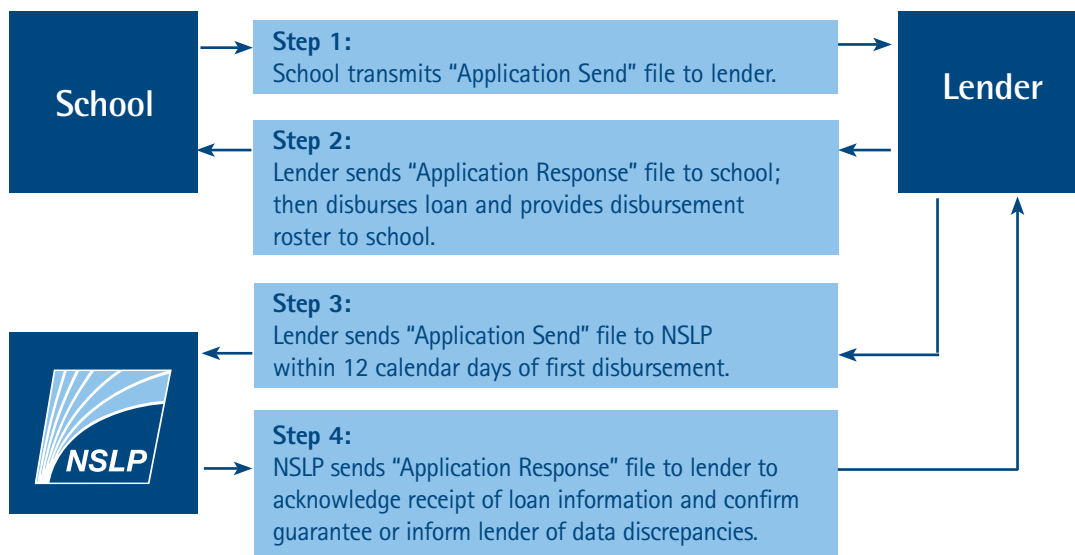 School
Step 1:
School transmits “Application Send” file to lender.
Lender
Step 2:
Lender sends “Application Response” file to school;
then disburses loan and provides disbursement
roster to school.
Step 3:
Lender sends “Application Send” file to NSLP
within 12 calendar days of first disbursement.
NSLP
Step 4:
NSLP sends “Application Response” file to lender to
acknowledge receipt of loan information and confirm
guarantee or inform lender of data discrepancies.